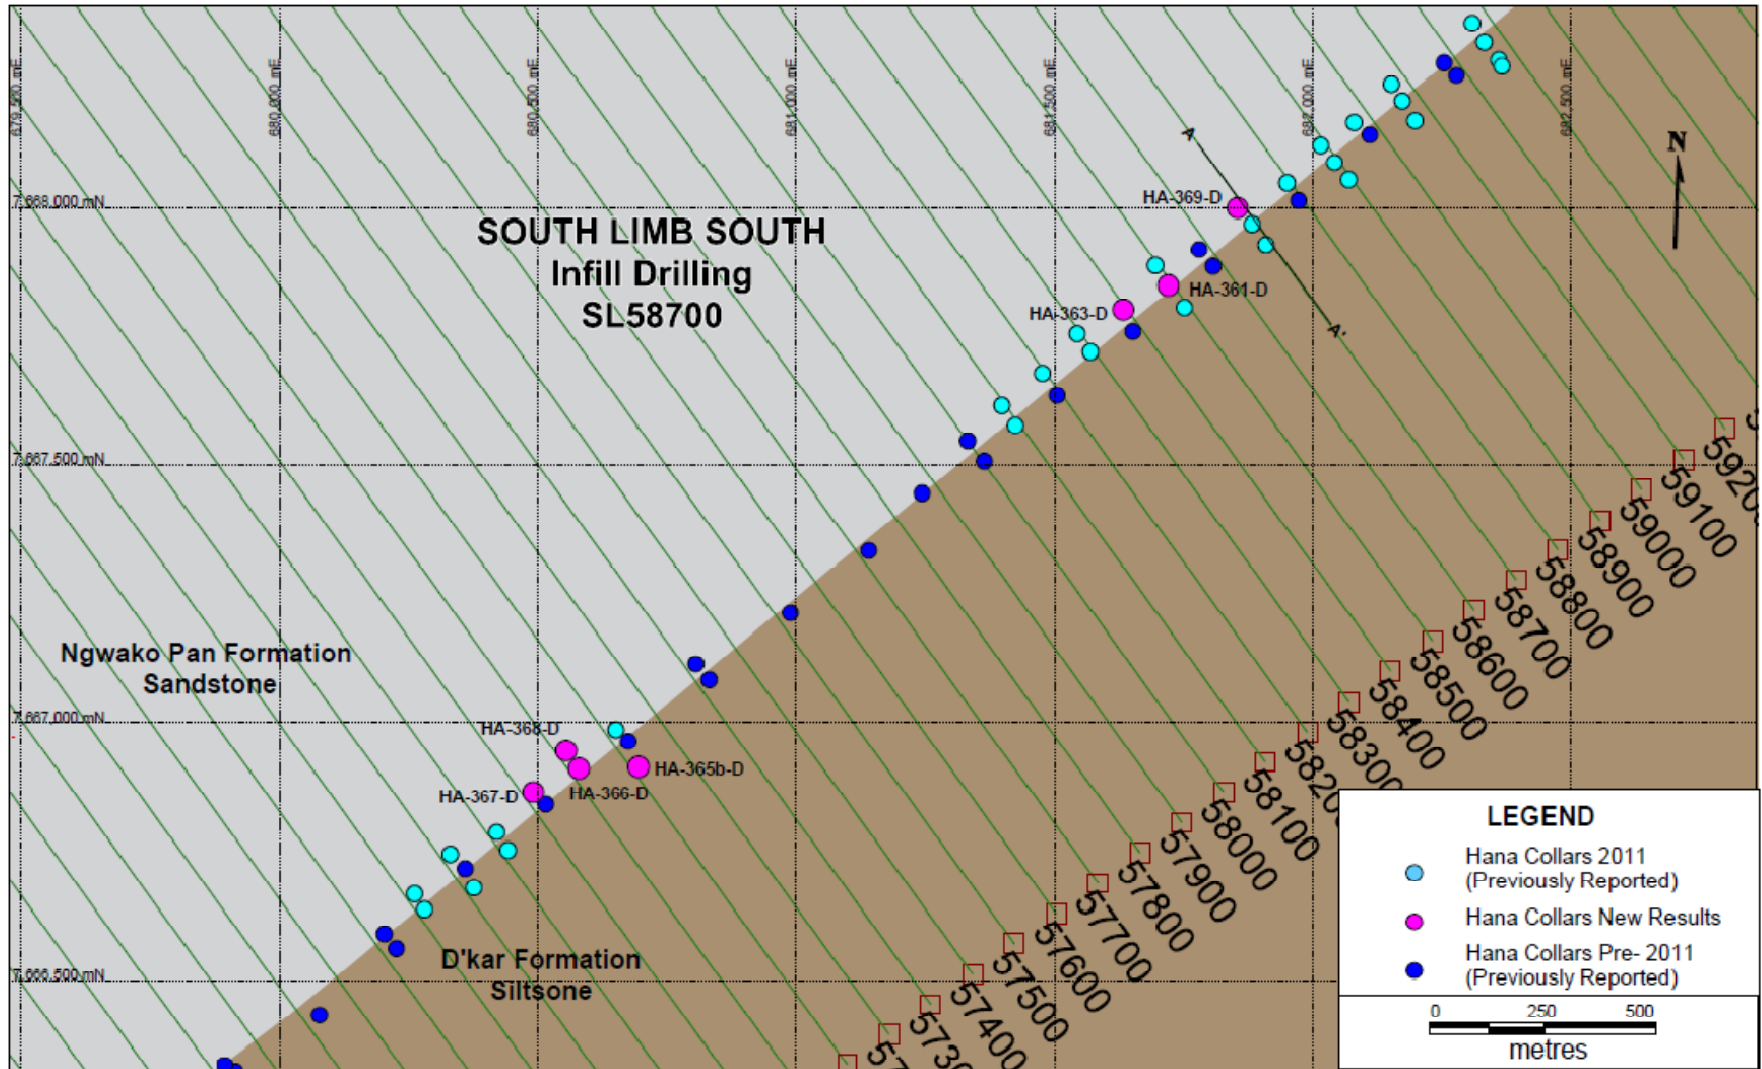 679,500 mE
680,000 mE
680,500 mE
681,000 mE
681,500 mE
682,000 mE
682,500 mE
N
A
HA-369-D
7,668,000 mN
SOUTH LIMB SOUTH
Infill Drilling
SL58700
HA-361-D
HA-363-D
A'
7,667,500 mN
59200
59100
59000
58900
58800
58700
58600
58500
58400
58300
58200
58100
58000
57900
57800
57700
57600
57500
57400
Ngwako Pan Formation
Sandstone
7,667,000 mN
HA-368-D
HA-365b-D
HA-367-D
HA-366-D
D'kar Formation
Siltsone
7,666,500 mN
LEGEND
Hana Collars 2011
(Previously Reported)
Hana Collars New Results
Hana Collars Pre- 2011
(Previously Reported)
0 250 500
metres